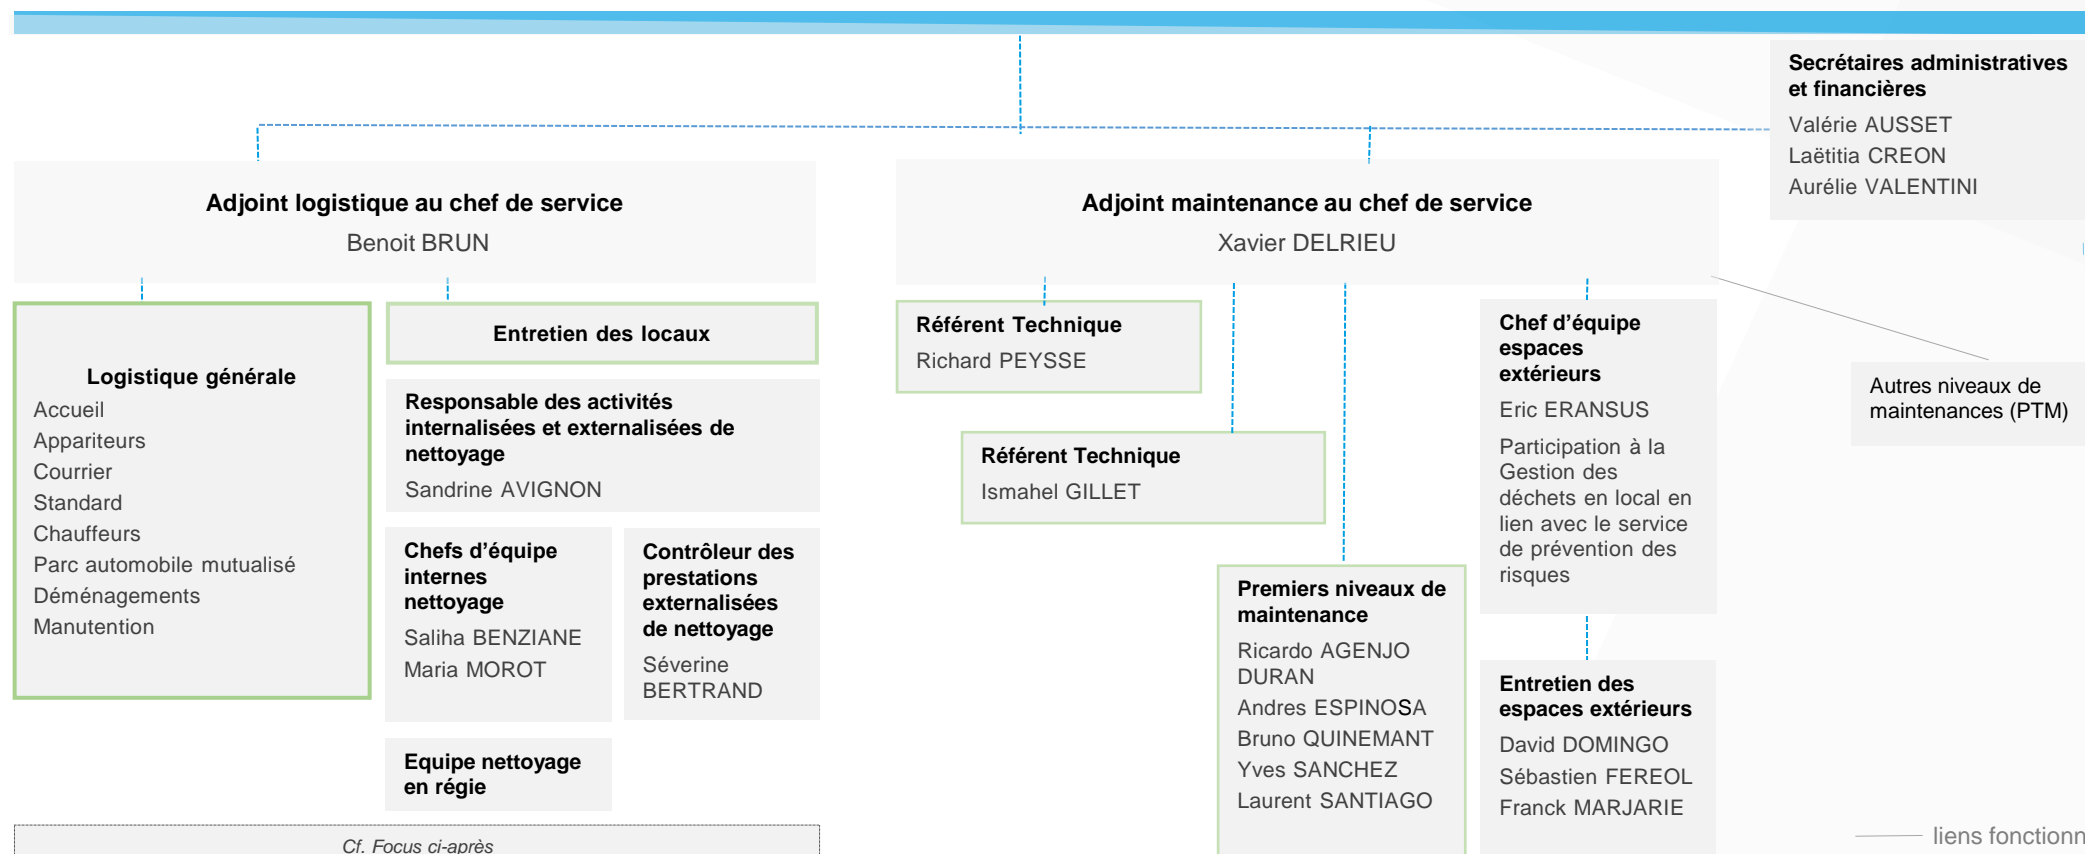 Secrétaires administratives
et financières
Valérie AUSSET
Laëtitia CREON
Aurélie VALENTINI
Adjoint logistique au chef de service
Benoit BRUN
Adjoint maintenance au chef de service
Xavier DELRIEU
Logistique générale
Accueil
Appariteurs
Courrier
Standard
Chauffeurs
Parc automobile mutualisé
Déménagements
Manutention
Entretien des locaux
Responsable des activités
internalisées et externalisées de
nettoyage
Sandrine AVIGNON
Chefs d’équipe
internes
nettoyage
Saliha BENZIANE
Maria MOROT
Contrôleur des
prestations
externalisées
de nettoyage
Séverine
BERTRAND
Equipe nettoyage
en régie
Cf. Focus ci-après
Référent Technique
Richard PEYSSE
Référent Technique
Ismahel GILLET
Premiers niveaux de
maintenance
Ricardo AGENJO
DURAN
Andres ESPINOSA
Bruno QUINEMANT
Yves SANCHEZ
Laurent SANTIAGO
Chef d’équipe
espaces
extérieurs
Eric ERANSUS
Participation à la
Gestion des
déchets en local en
lien avec le service
de prévention des
risques
Entretien des
espaces extérieurs
David DOMINGO
Sébastien FEREOL
Franck MARJARIE
Autres niveaux de
maintenances (PTM)
liens fonctionn